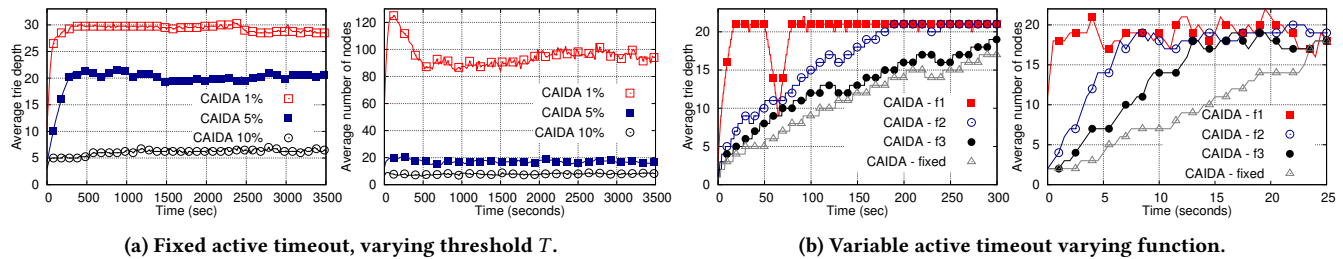 Average trie depth
30
25
20
15
10
5
0
0 500 1000 1500 2000 2500 3000 3500
Time (sec)
CAIDA 1%
CAIDA 5%
CAIDA 10%
Average number of nodes
120
100
80
60
40
20
0
0 500 1000 1500 2000 2500 3000 3500
Time (seconds)
CAIDA 1%
CAIDA 5%
CAIDA 10%
(a) Fixed active timeout, varying threshold T.
Average trie depth
20
15
10
5
0
0 50 100 150 200 250 300
Time (sec)
CAIDA - f1
CAIDA - f2
CAIDA - f3
CAIDA - fixed
Average number of nodes
20
15
10
5
0
0 5 10 15 20 25
Time (seconds)
CAIDA - f1
CAIDA - f2
CAIDA - f3
CAIDA - fixed
(b) Variable active timeout varying function.